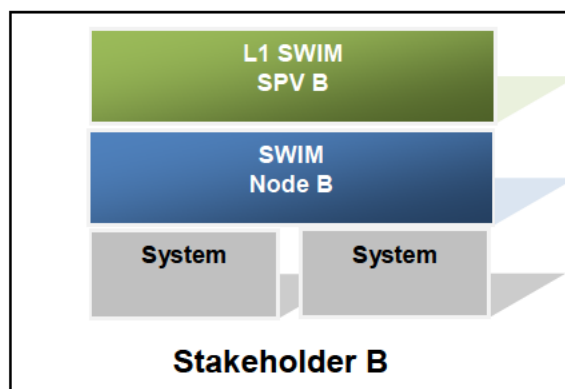 L1 SWIM
SPV B
SWIM
Node B
System
System
Stakeholder B